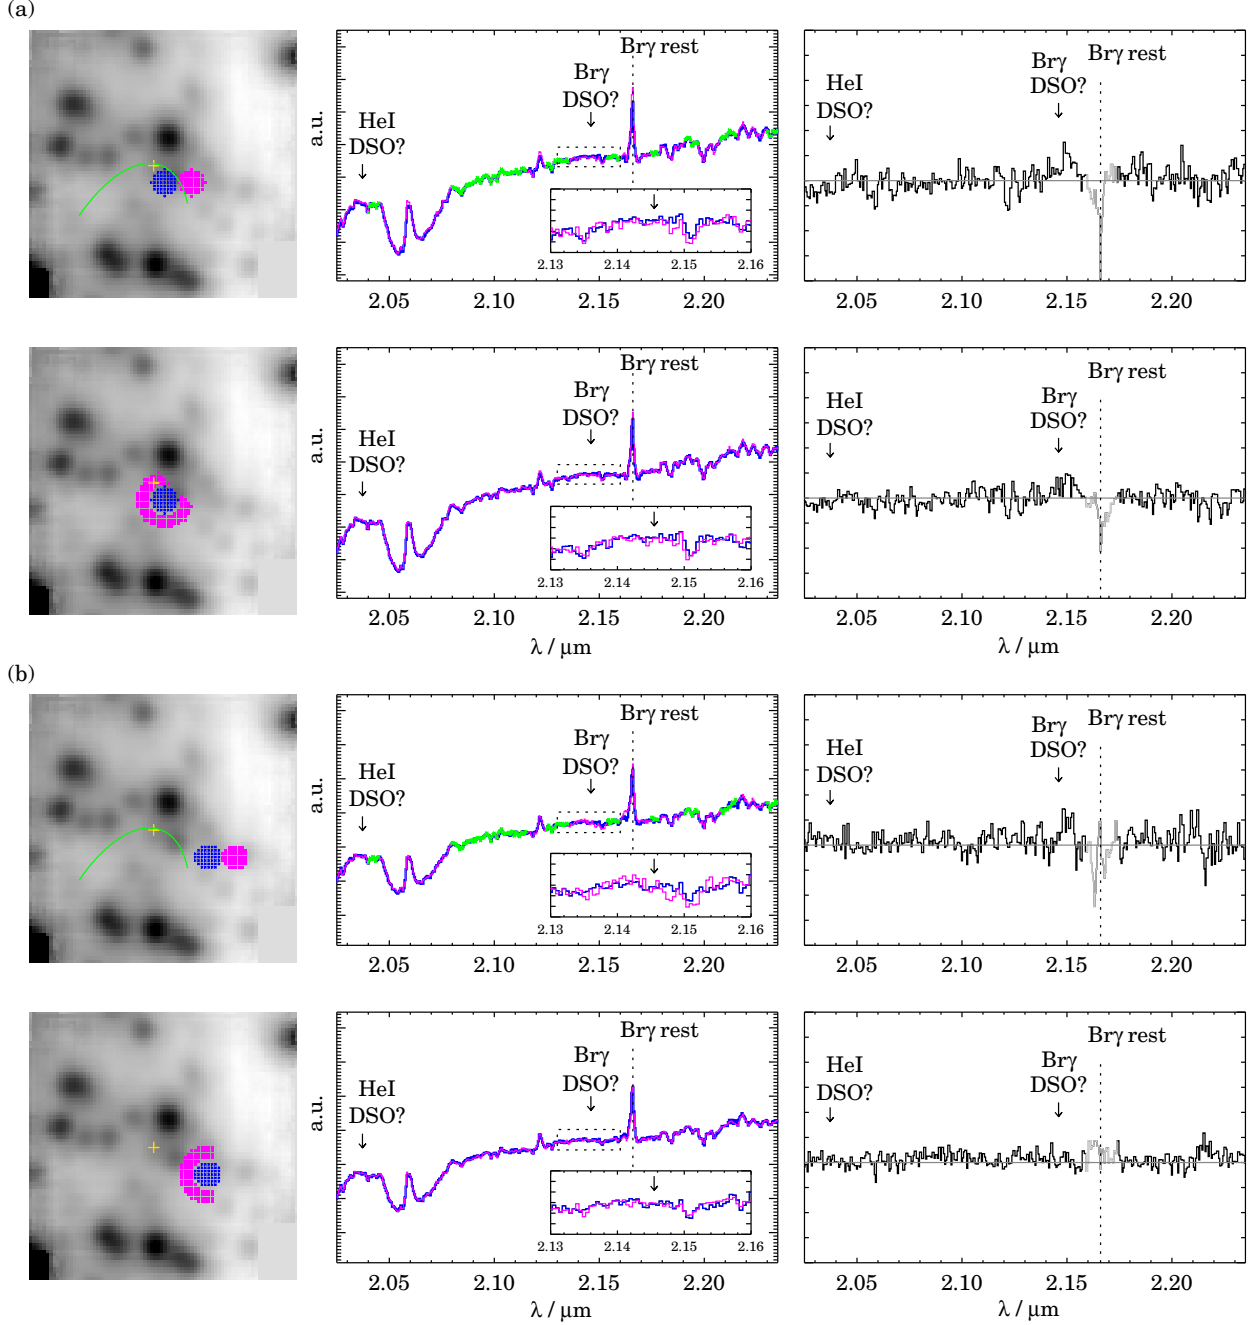 (a)
Brγ rest
Brγ
DSO?
HeI
DSO?
a.u.
2.13 2.14 2.15 2.16
2.05 2.10 2.15 2.20
Brγ rest
Brγ
DSO?
HeI
DSO?
2.05 2.10 2.15 2.20
Brγ rest
Brγ
DSO?
HeI
DSO?
a.u.
2.13 2.14 2.15 2.16
2.05 2.10 2.15 2.20
λ / μm
Brγ rest
Brγ
DSO?
HeI
DSO?
2.05 2.10 2.15 2.20
λ / μm
(b)
Brγ rest
Brγ
DSO?
HeI
DSO?
a.u.
2.13 2.14 2.15 2.16
2.05 2.10 2.15 2.20
Brγ rest
Brγ
DSO?
HeI
DSO?
2.05 2.10 2.15 2.20
Brγ rest
Brγ
DSO?
HeI
DSO?
a.u.
2.13 2.14 2.15 2.16
2.05 2.10 2.15 2.20
λ / μm
Brγ rest
Brγ
DSO?
HeI
DSO?
2.05 2.10 2.15 2.20
λ / μm